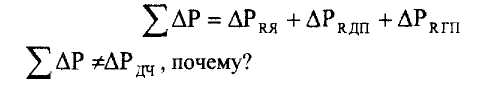 ∑ΔP = ΔP_RЯ + ΔP_RДП + ΔP_RГП
∑ΔP ≠ ΔP_ДЧ, почему?